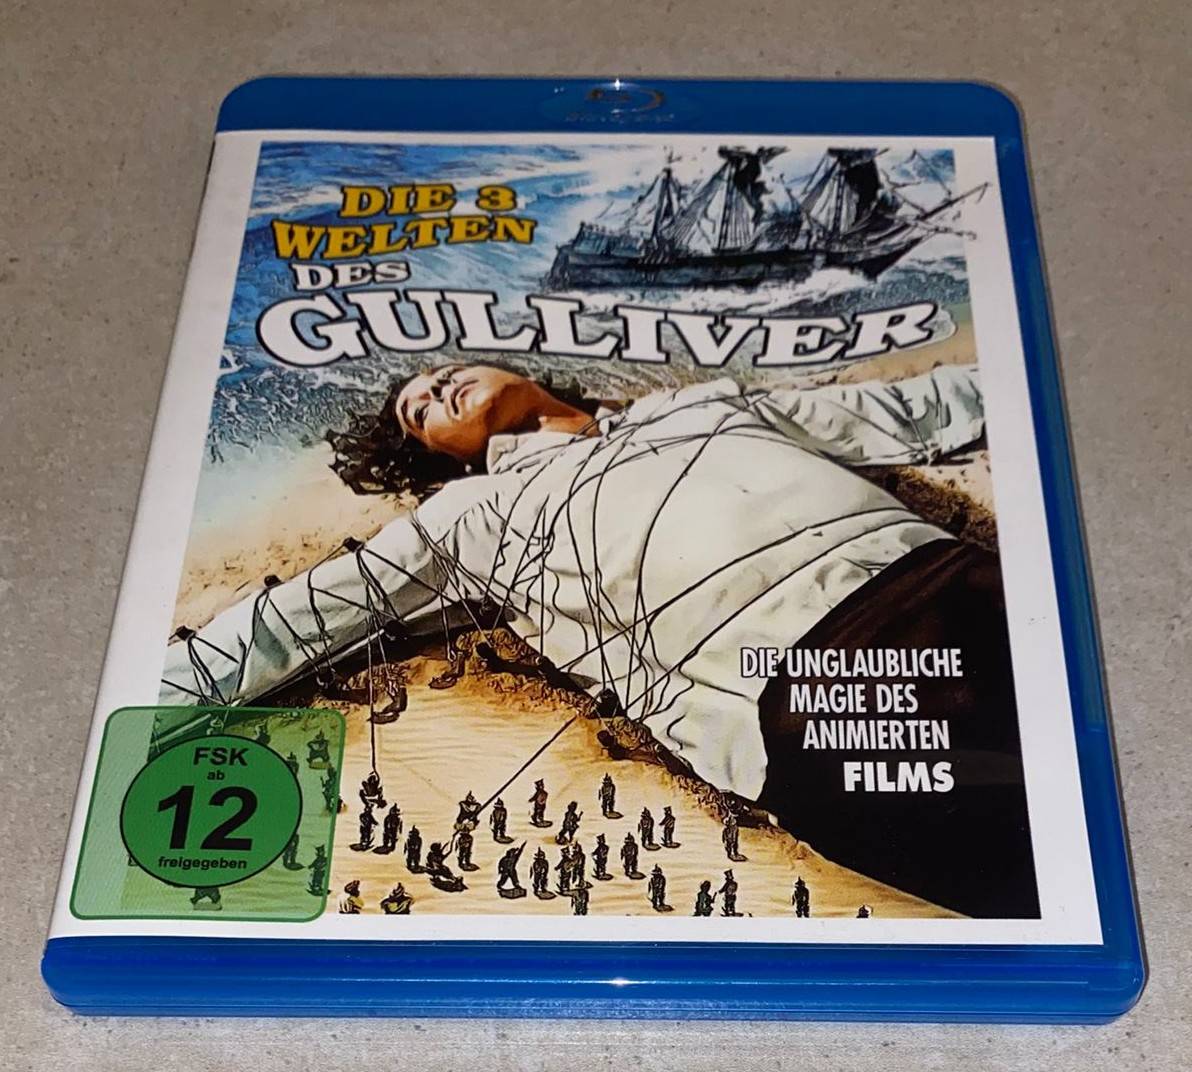 DIE 3
WELTEN
DES
GULLIVER
DIE UNGLAUBLICHE
MAGIE DES
ANIMIERTEN
FILMS
FSK
ab
12
freigegeben